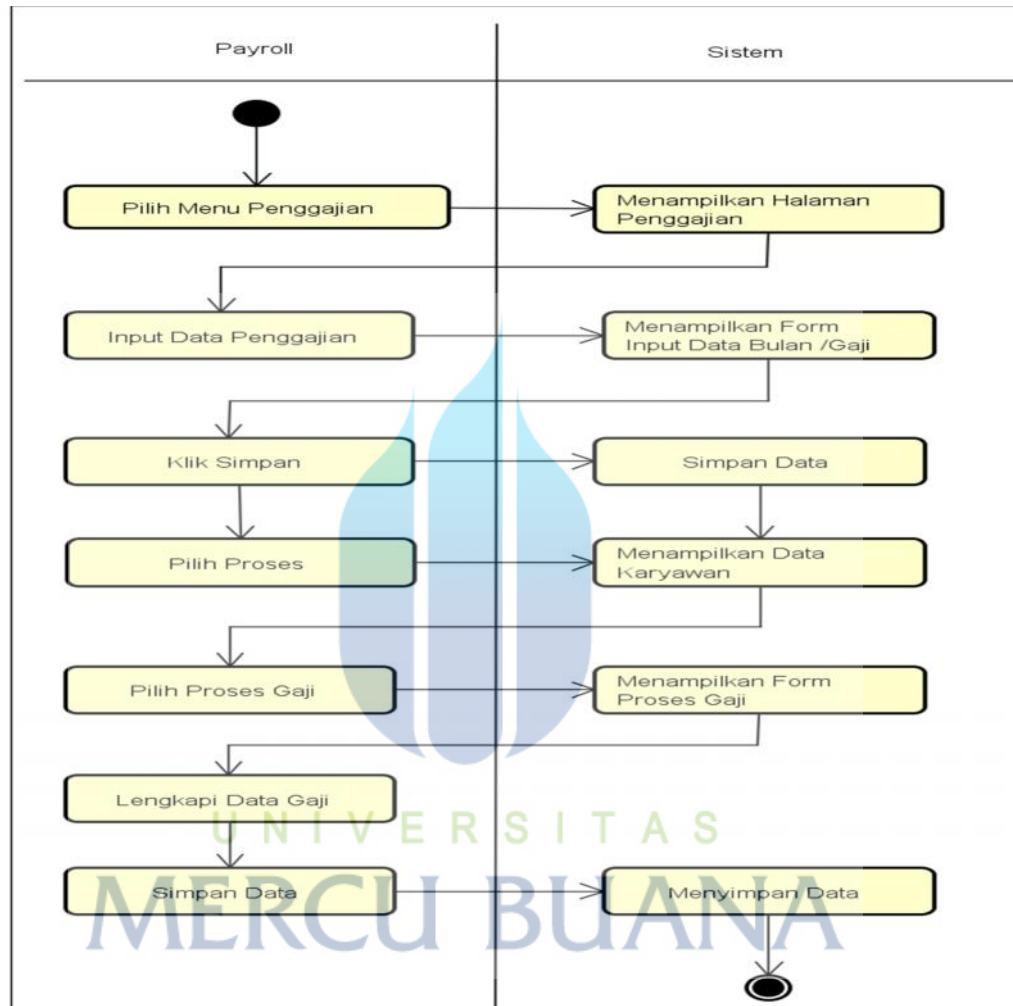 Payroll
Sistem
Pilih Menu Penggajian
Menampilkan Halaman
Penggajian
Input Data Penggajian
Menampilkan Form
Input Data Bulan /Gaji
Klik Simpan
Simpan Data
Pilih Proses
Menampilkan Data
Karyawan
Pilih Proses Gaji
Menampilkan Form
Proses Gaji
Lengkapi Data Gaji
UNIVERSITAS
Simpan Data
Menyimpan Data
MERCU BUANA